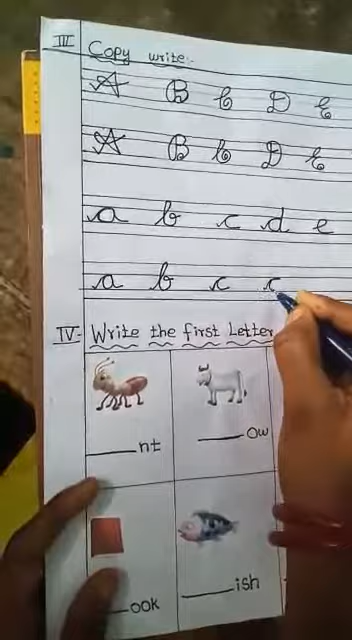 III Copy write:-
A B C D E
A B C D E
a b c d e
a b c c
IV- Write the first Letter
nt ow
ook ish